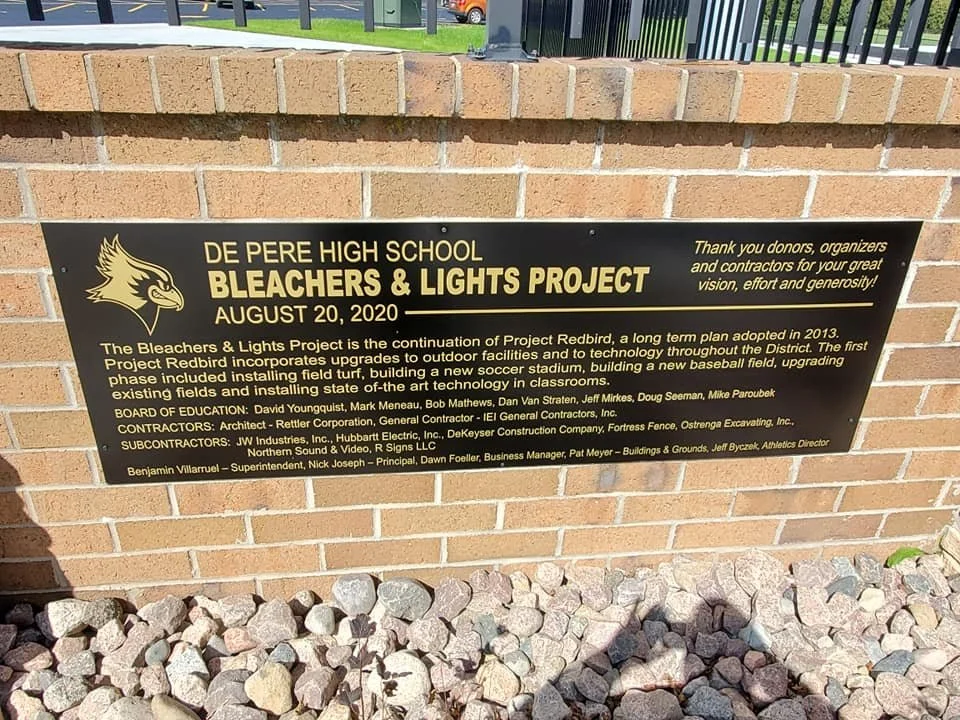 DE PERE HIGH SCHOOL
BLEACHERS & LIGHTS PROJECT
AUGUST 20, 2020
Thank you donors, organizers
and contractors for your great
vision, effort and generosity!
The Bleachers & Lights Project is the continuation of Project Redbird, a long term plan adopted in 2013.
Project Redbird incorporates upgrades to outdoor facilities and to technology throughout the District. The first
phase included installing field turf, building a new soccer stadium, building a new baseball field, upgrading
existing fields and installing state of-the art technology in classrooms.
BOARD OF EDUCATION: David Youngquist, Mark Meneau, Bob Mathews, Dan Van Straten, Jeff Mirkes, Doug Seeman, Mike Paroubek
CONTRACTORS: Architect - Rettler Corporation, General Contractor - IEI General Contractors, Inc.
SUBCONTRACTORS: JW Industries, Inc., Hubbartt Electric, Inc., DeKeyser Construction Company, Fortress Fence, Ostrenga Excavating, Inc.,
Northern Sound & Video, R Signs LLC
Benjamin Villarruel – Superintendent, Nick Joseph – Principal, Dawn Foeller, Business Manager, Pat Meyer – Buildings & Grounds, Jeff Byczek, Athletics Director